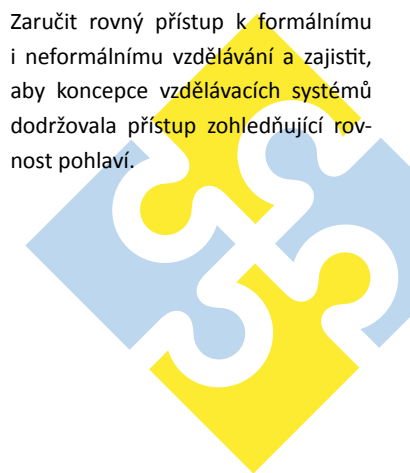 Zaručit rovný přístup k formálnímu
i neformálnímu vzdělávání a zajistit,
aby koncepce vzdělávacích systémů
dodržovala přístup zohledňující rov-
nost pohlaví.